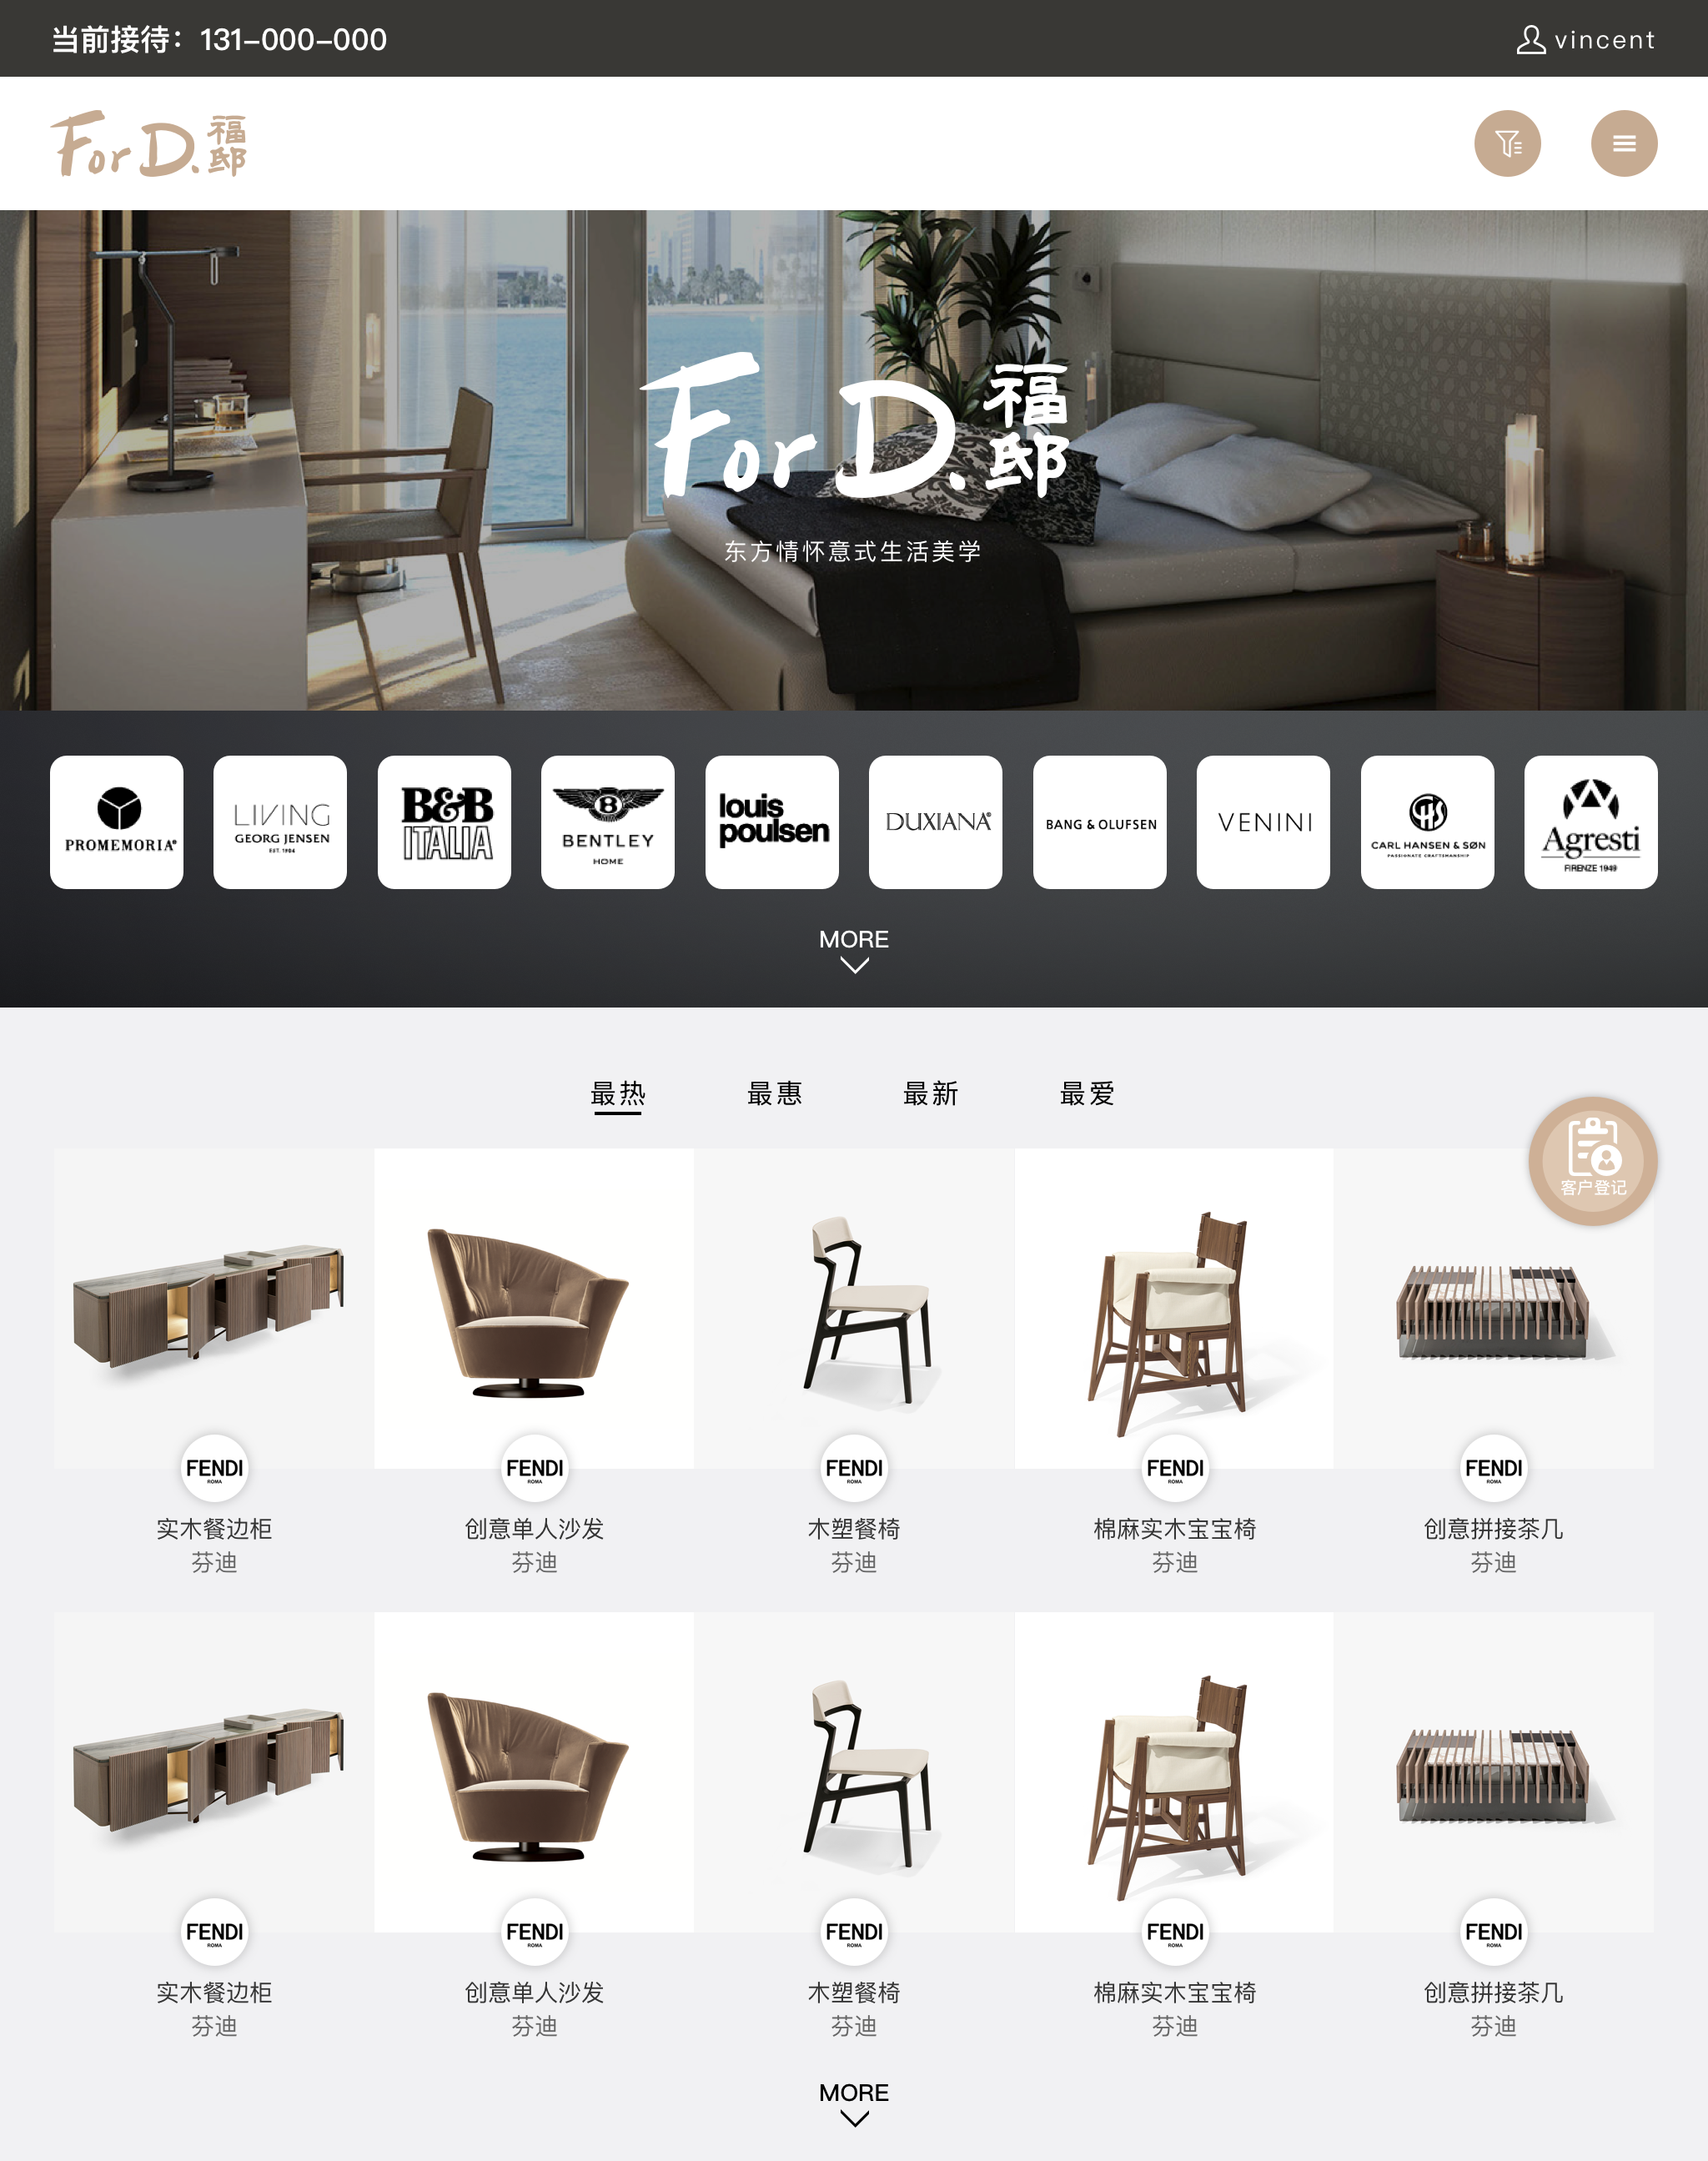 当前接待：131-000-000
vincent
For D. 福邸
For D. 福邸
东方情怀意式生活美学
PROMEMORIA®
LIVING
GEORG JENSEN
EST. 1904
B&B
ITALIA
B
BENTLEY
HOME
louis
poulsen
DUXIANA®
BANG & OLUFSEN
VENINI
CHS
CARL HANSEN & SØN
PASSIONATE CRAFTSMANSHIP
Agresti
FIRENZE 1949
MORE
最热 最惠 最新 最爱
客户登记
FENDI
ROMA
FENDI
ROMA
FENDI
ROMA
FENDI
ROMA
FENDI
ROMA
实木餐边柜
芬迪
创意单人沙发
芬迪
木塑餐椅
芬迪
棉麻实木宝宝椅
芬迪
创意拼接茶几
芬迪
FENDI
ROMA
FENDI
ROMA
FENDI
ROMA
FENDI
ROMA
FENDI
ROMA
实木餐边柜
芬迪
创意单人沙发
芬迪
木塑餐椅
芬迪
棉麻实木宝宝椅
芬迪
创意拼接茶几
芬迪
MORE